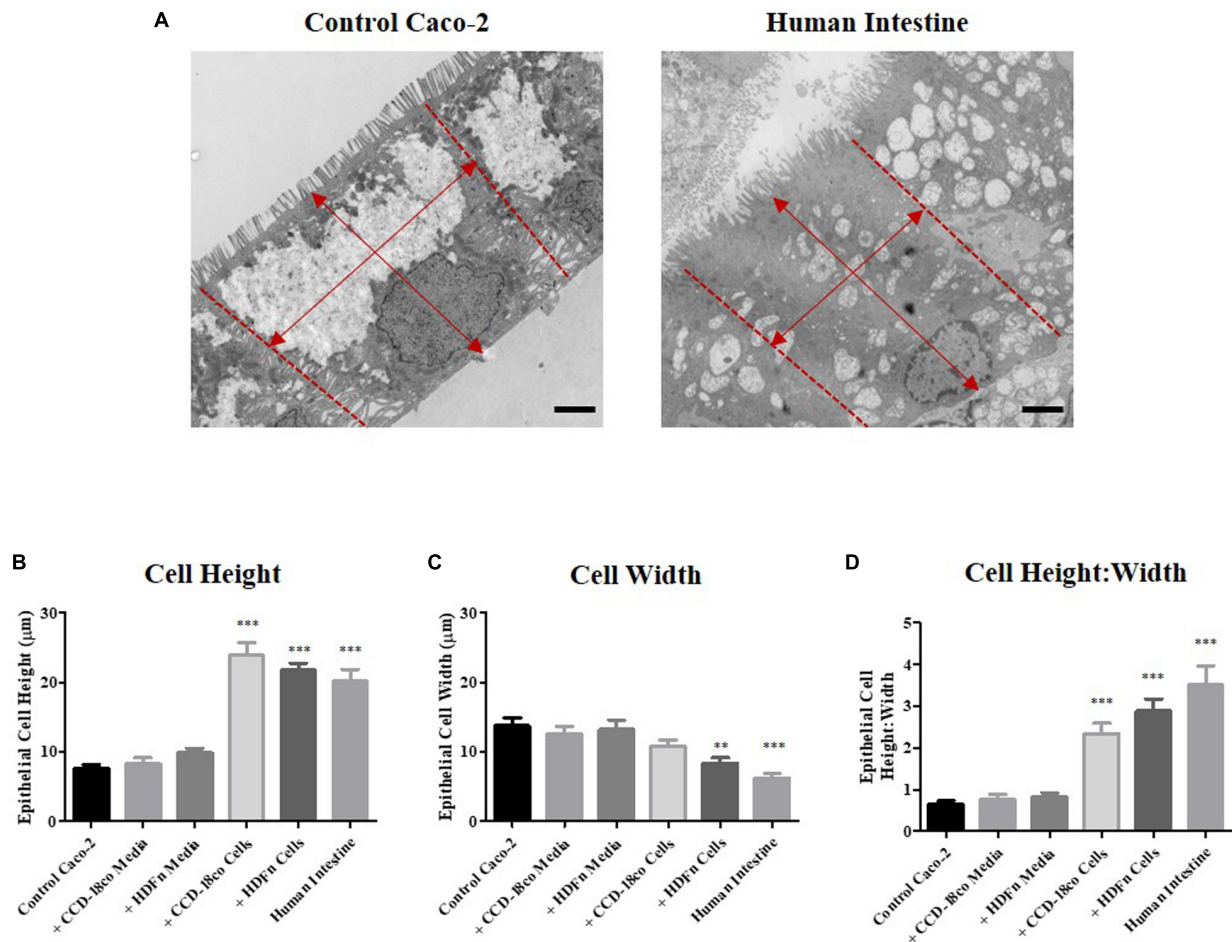 A
Control Caco-2
Human Intestine
B
Cell Height
Epithelial Cell Height (µm)
30
20
10
0
Control Caco-2
+ CCD-18co Media
+ HDFn Media
+ CCD-18co Cells
+ HDFn Cells
Human Intestine
***
***
***
C
Cell Width
Epithelial Cell Width (µm)
30
20
10
0
Control Caco-2
+ CCD-18co Media
+ HDFn Media
+ CCD-18co Cells
+ HDFn Cells
Human Intestine
**
***
D
Cell Height:Width
Epithelial Cell
Height:Width
5
4
3
2
1
0
Control Caco-2
+ CCD-18co Media
+ HDFn Media
+ CCD-18co Cells
+ HDFn Cells
Human Intestine
***
***
***